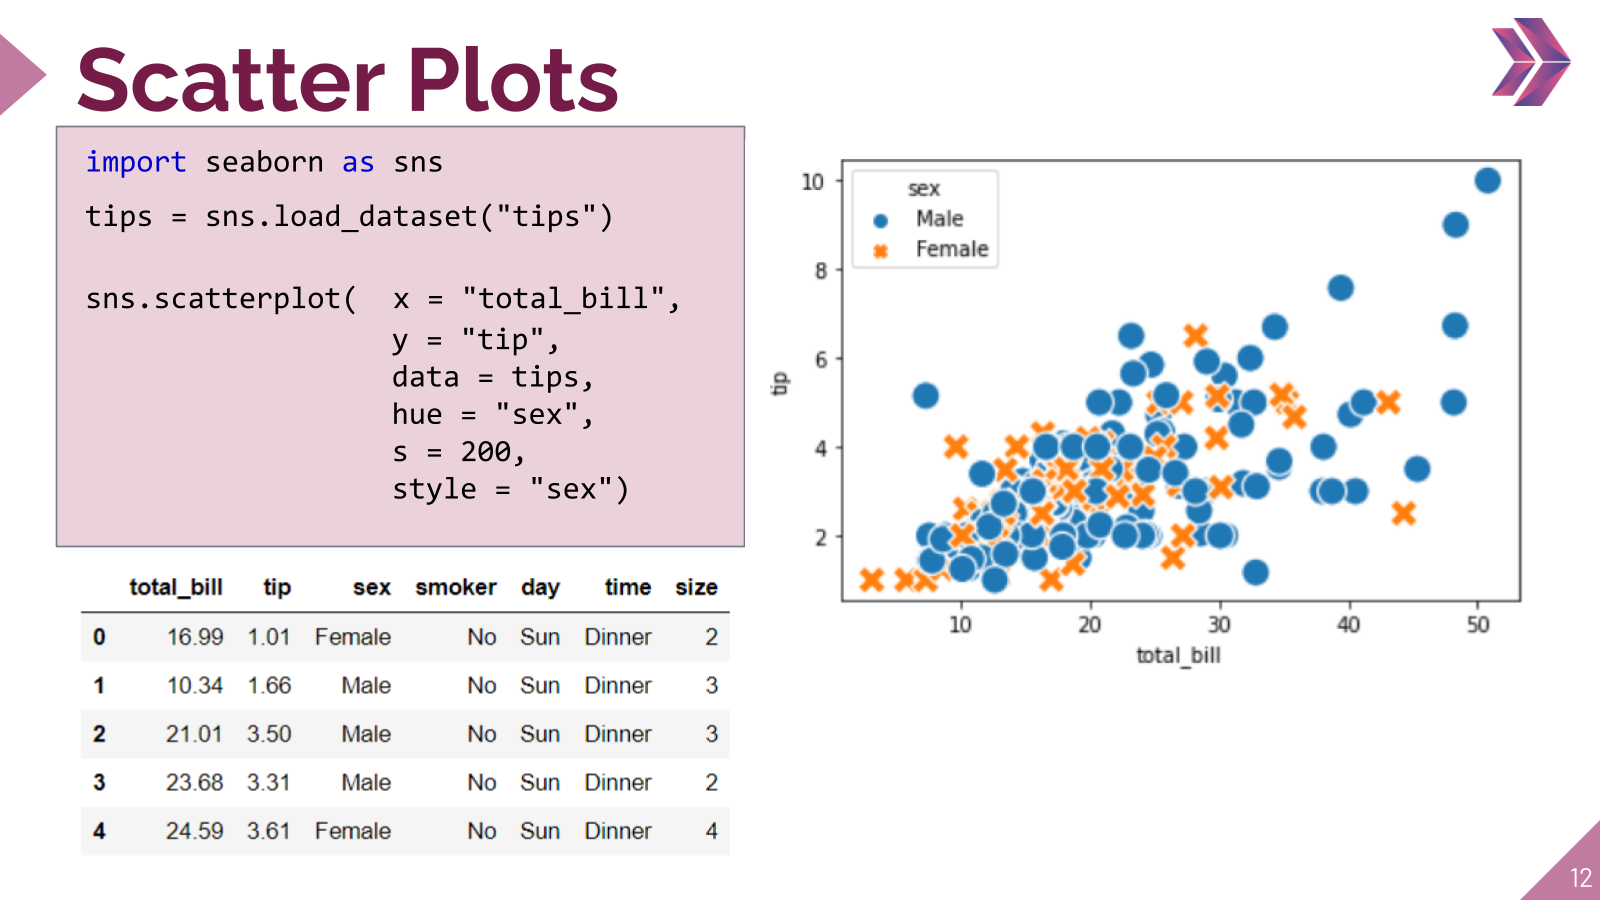 Scatter Plots
import seaborn as sns
tips = sns.load_dataset("tips")
sns.scatterplot( x = "total_bill",
y = "tip",
data = tips,
hue = "sex",
s = 200,
style = "sex")
total_bill tip sex smoker day time size
0 16.99 1.01 Female No Sun Dinner 2
1 10.34 1.66 Male No Sun Dinner 3
2 21.01 3.50 Male No Sun Dinner 3
3 23.68 3.31 Male No Sun Dinner 2
4 24.59 3.61 Female No Sun Dinner 4
sex
Male
Female
10
8
6
4
2
tip
10 20 30 40 50
total_bill
12